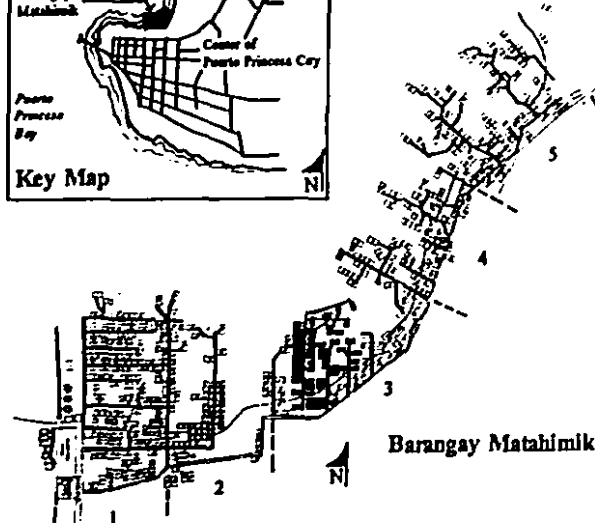 Matahimik
Center of
Puerto Princesa City
Puerto
Princesa
Bay
Key Map
N
5
4
3
Barangay Matahimik
N
2
1